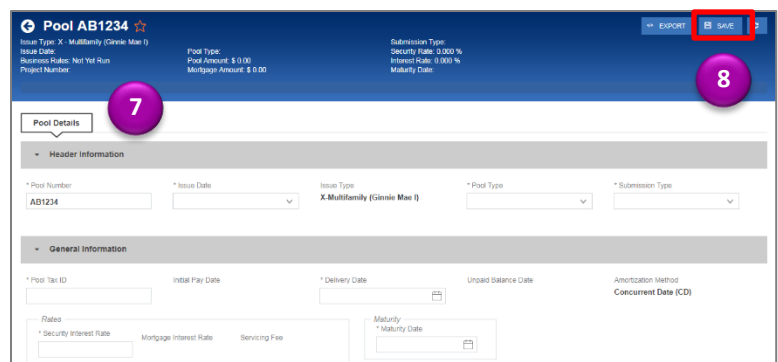 Pool AB1234
EXPORT SAVE
Issue Type: X - Multifamily (Ginnie Mae I) Submission Type:
Issue Date: Pool Type: Security Rate: 0.000 %
Business Rules: Not Yet Run Pool Amount: $ 0.00 Interest Rate: 0.000 %
Project Number: Mortgage Amount: $ 0.00 Maturity Date:
8
7
Pool Details
Header Information
* Pool Number * Issue Date Issue Type * Pool Type * Submission Type
AB1234 X-Multifamily (Ginnie Mae I)
General Information
* Pool Tax ID Initial Pay Date * Delivery Date Unpaid Balance Date Amortization Method
Concurrent Date (CD)
Rates Maturity
* Security Interest Rate Mortgage Interest Rate Servicing Fee * Maturity Date